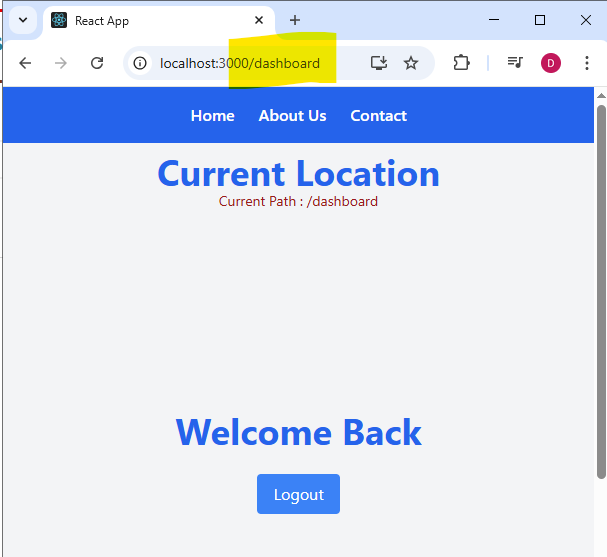 React App
localhost:3000/dashboard
D
Home About Us Contact
Current Location
Current Path : /dashboard
Welcome Back
Logout